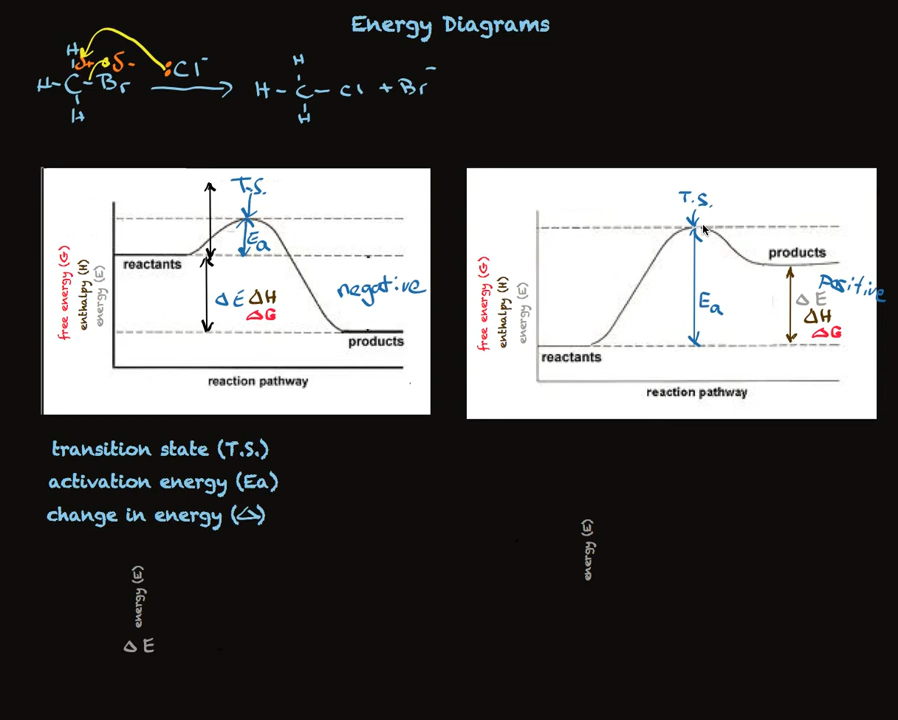 Energy Diagrams
H
δ+ δ- :Cl⁻
H-C-Br
H
H
H-C-Cl + Br⁻
H
T.S.
Ea
reactants
free energy (G)
enthalpy (H)
energy (E)
negative
ΔE ΔH
ΔG
products
reaction pathway
T.S.
products
Positive
free energy (G)
enthalpy (H)
energy (E)
Ea
ΔE
ΔH
ΔG
reactants
reaction pathway
transition state (T.S.)
activation energy (Ea)
change in energy (Δ)
energy (E)
ΔE
energy (E)